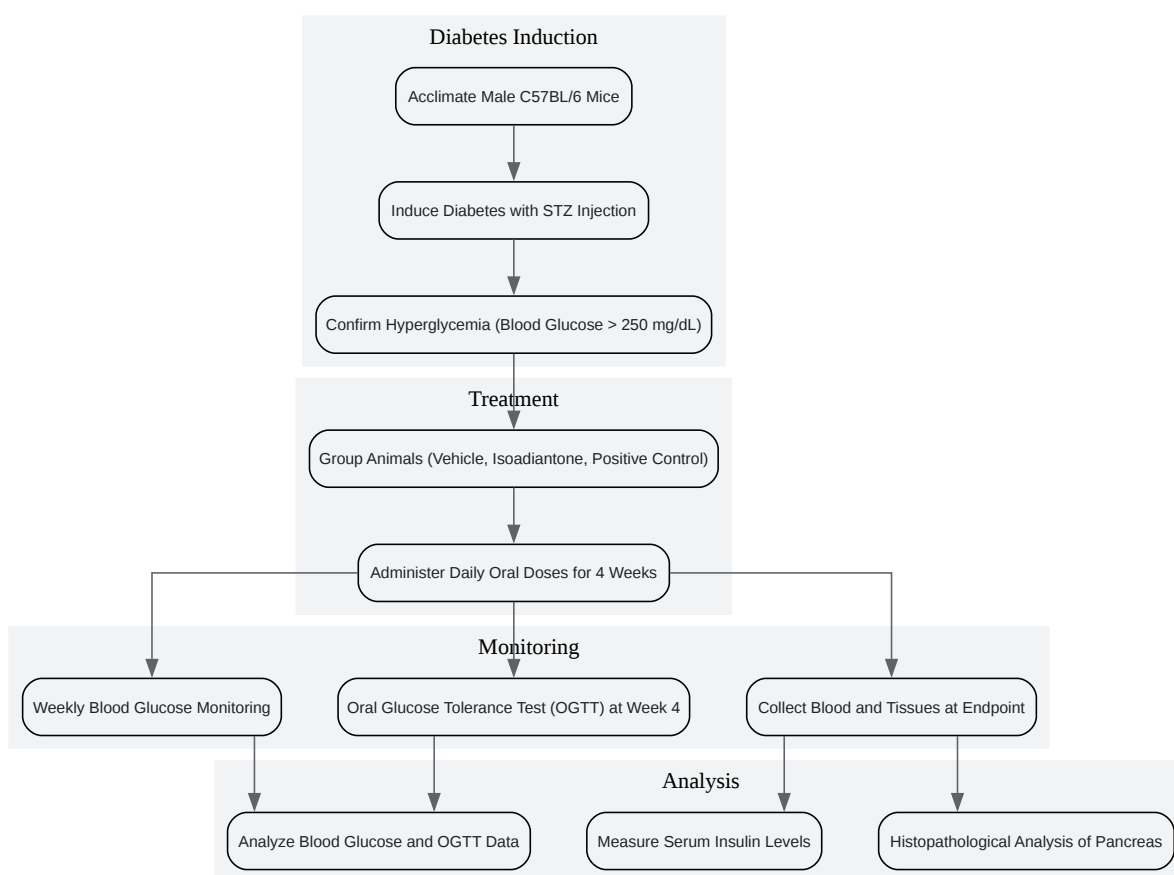 Diabetes Induction
Acclimate Male C57BL/6 Mice
Induce Diabetes with STZ Injection
Confirm Hyperglycemia (Blood Glucose > 250 mg/dL)
Treatment
Group Animals (Vehicle, Isoadiantone, Positive Control)
Administer Daily Oral Doses for 4 Weeks
Monitoring
Weekly Blood Glucose Monitoring
Oral Glucose Tolerance Test (OGTT) at Week 4
Collect Blood and Tissues at Endpoint
Analysis
Analyze Blood Glucose and OGTT Data
Measure Serum Insulin Levels
Histopathological Analysis of Pancreas